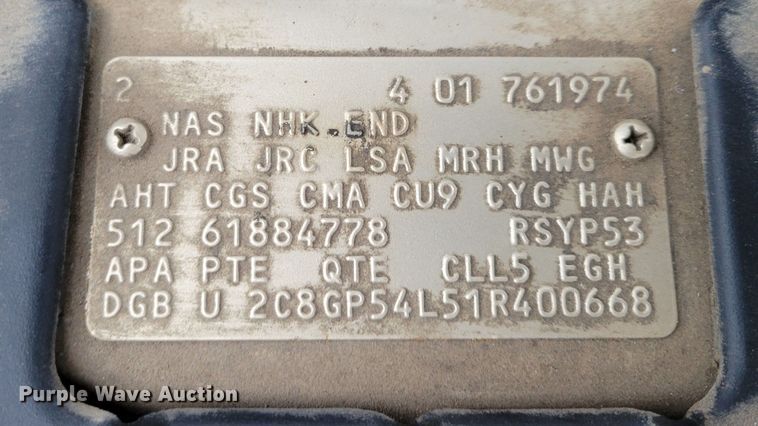 2 4 01 761974
NAS NHK.END
JRA JRC LSA MRH MWG
AHT CGS CMA CU9 CYG HAH
512 61884778 RSYP53
APA PTE QTE CLL5 EGH
DGB U 2C8GP54L51R400668
Purple Wave Auction